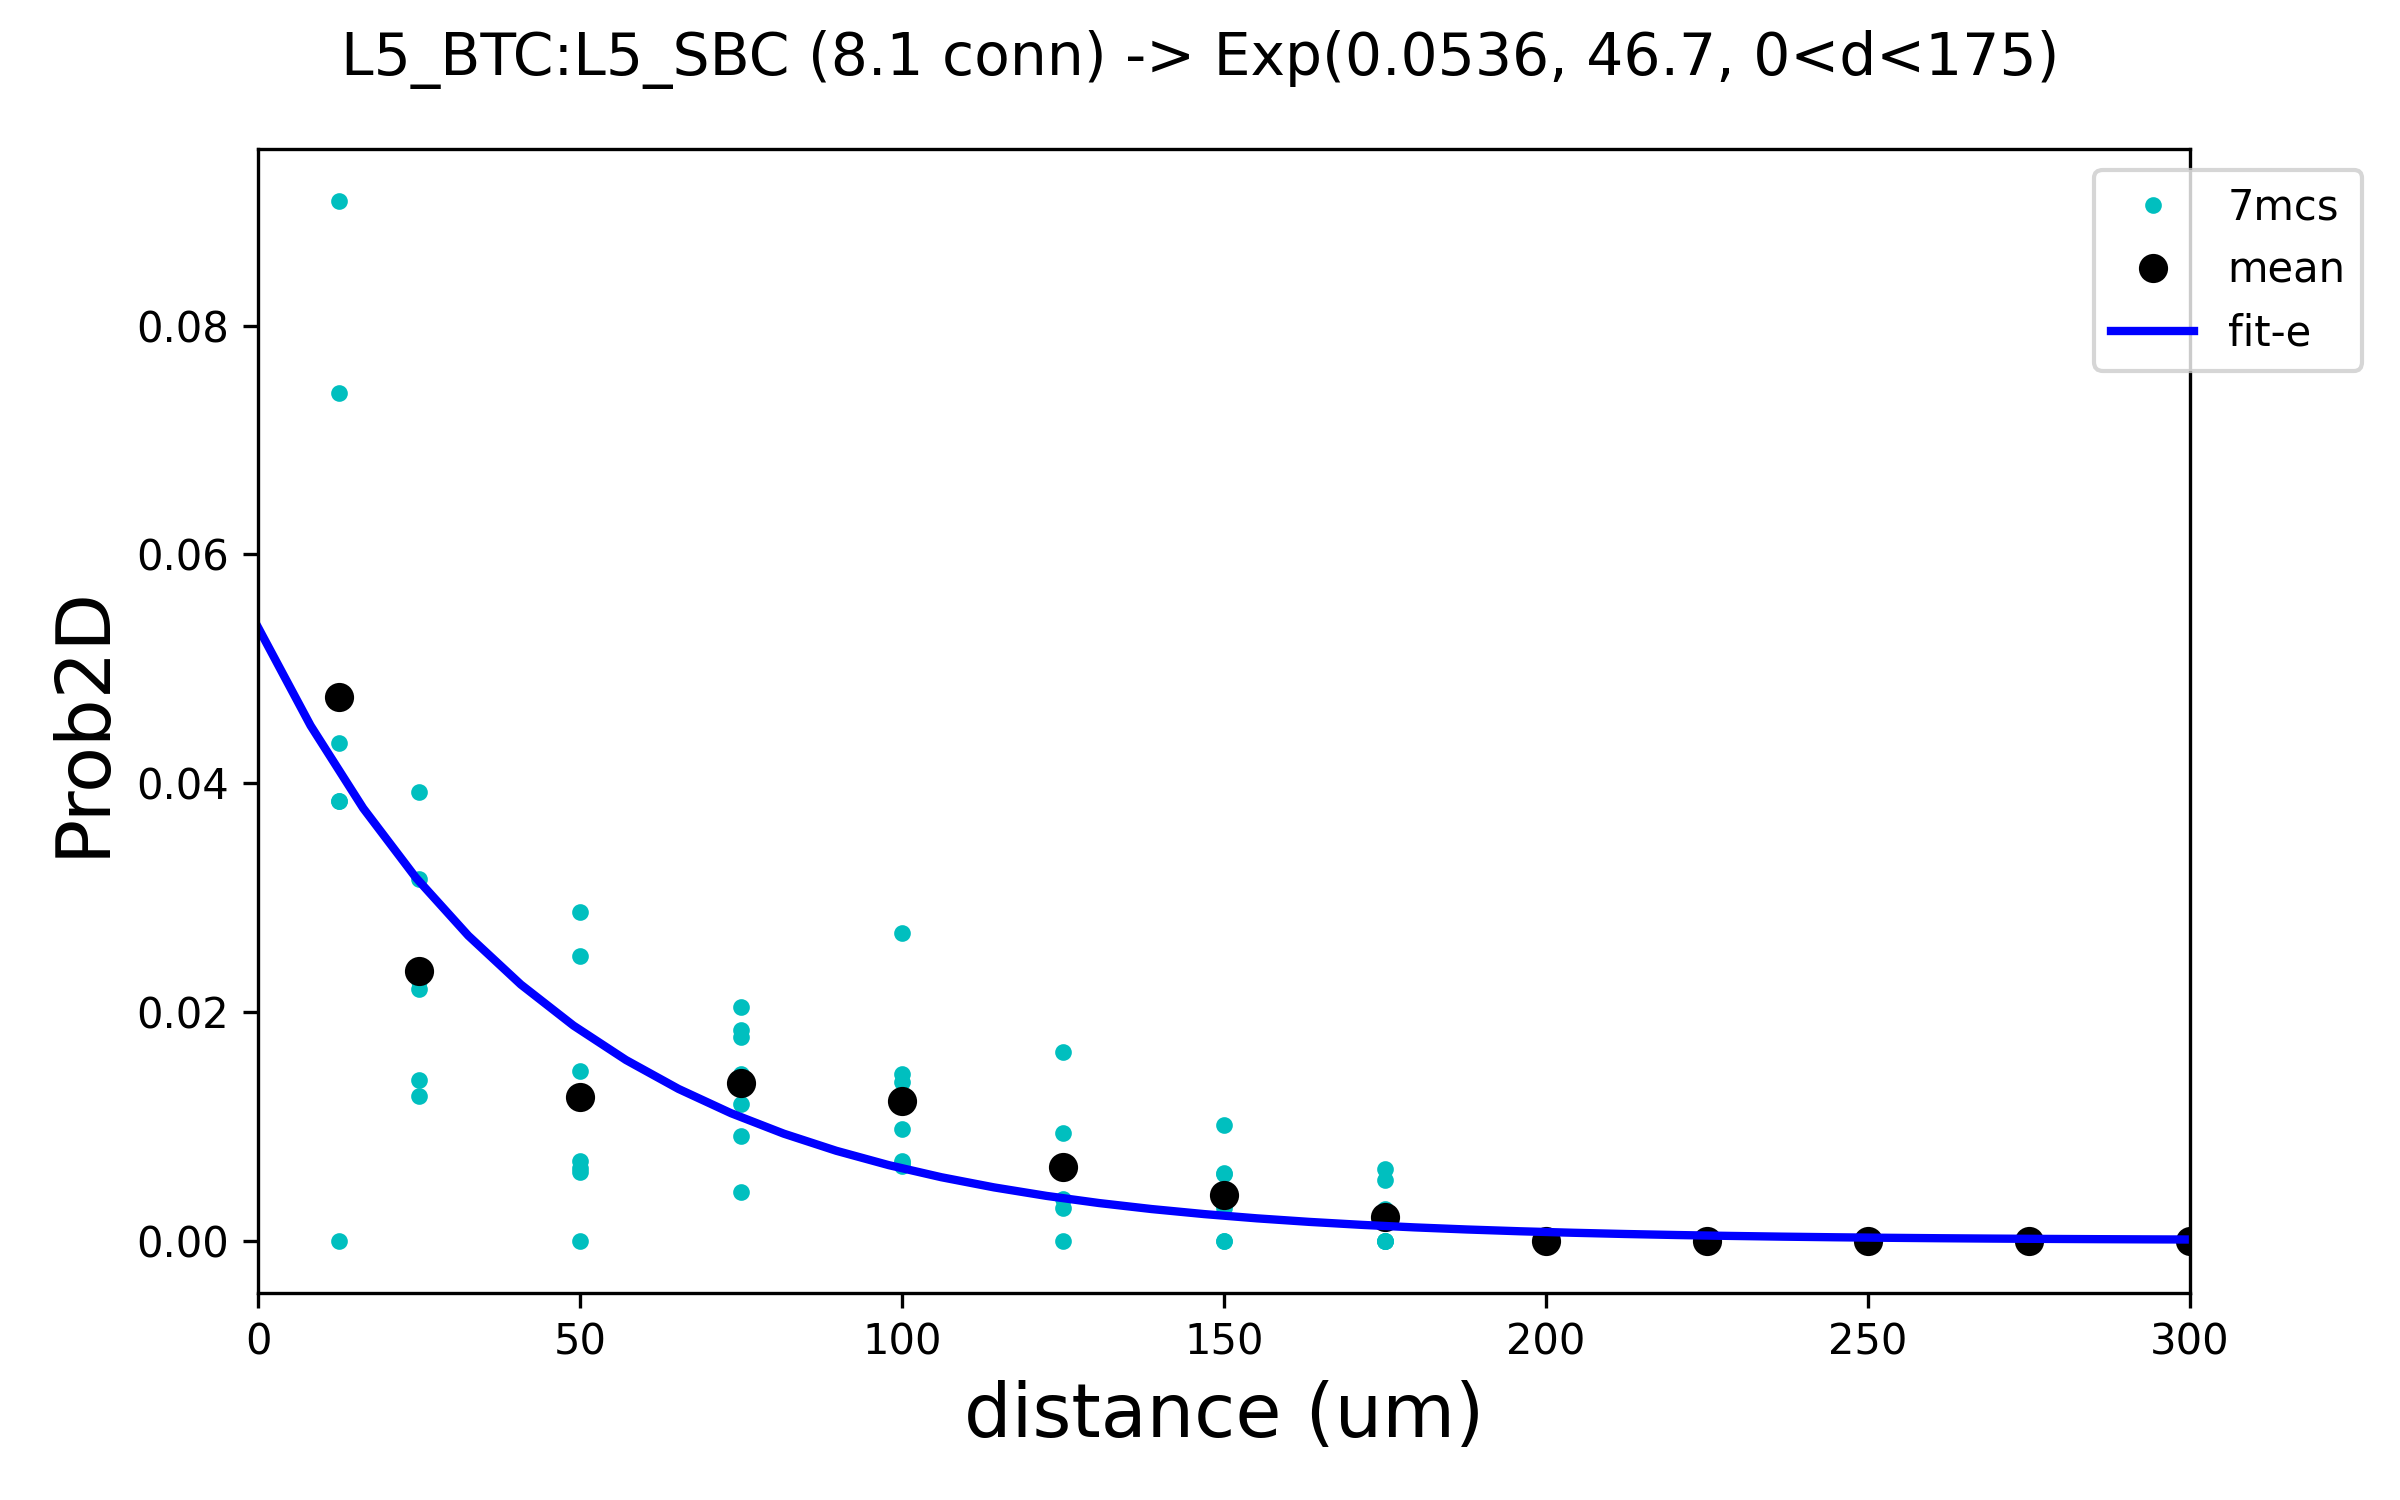 L5_BTC:L5_SBC (8.1 conn) -> Exp(0.0536, 46.7, 0<d<175)
7mcs
mean
fit-e
Prob2D
0.08
0.06
0.04
0.02
0.00
0 50 100 150 200 250 300
distance (um)